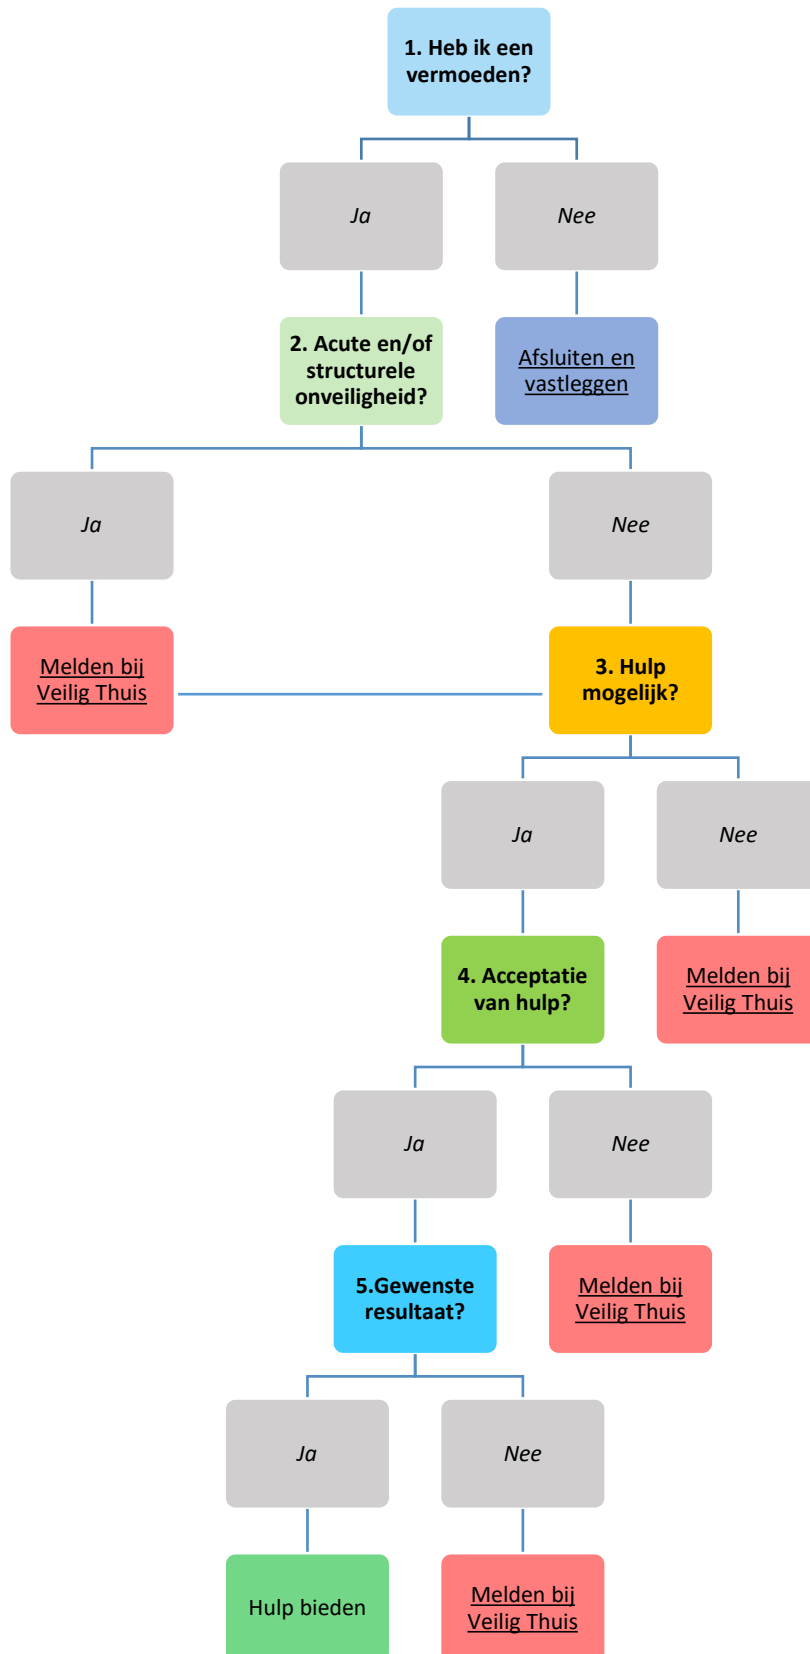 1. Heb ik een
vermoeden?
Ja
Nee
2. Acute en/of
structurele
onveiligheid?
Afsluiten en
vastleggen
Ja
Nee
Melden bij
Veilig Thuis
3. Hulp
mogelijk?
Ja
Nee
4. Acceptatie
van hulp?
Melden bij
Veilig Thuis
Ja
Nee
5.Gewenste
resultaat?
Melden bij
Veilig Thuis
Ja
Nee
Hulp bieden
Melden bij
Veilig Thuis